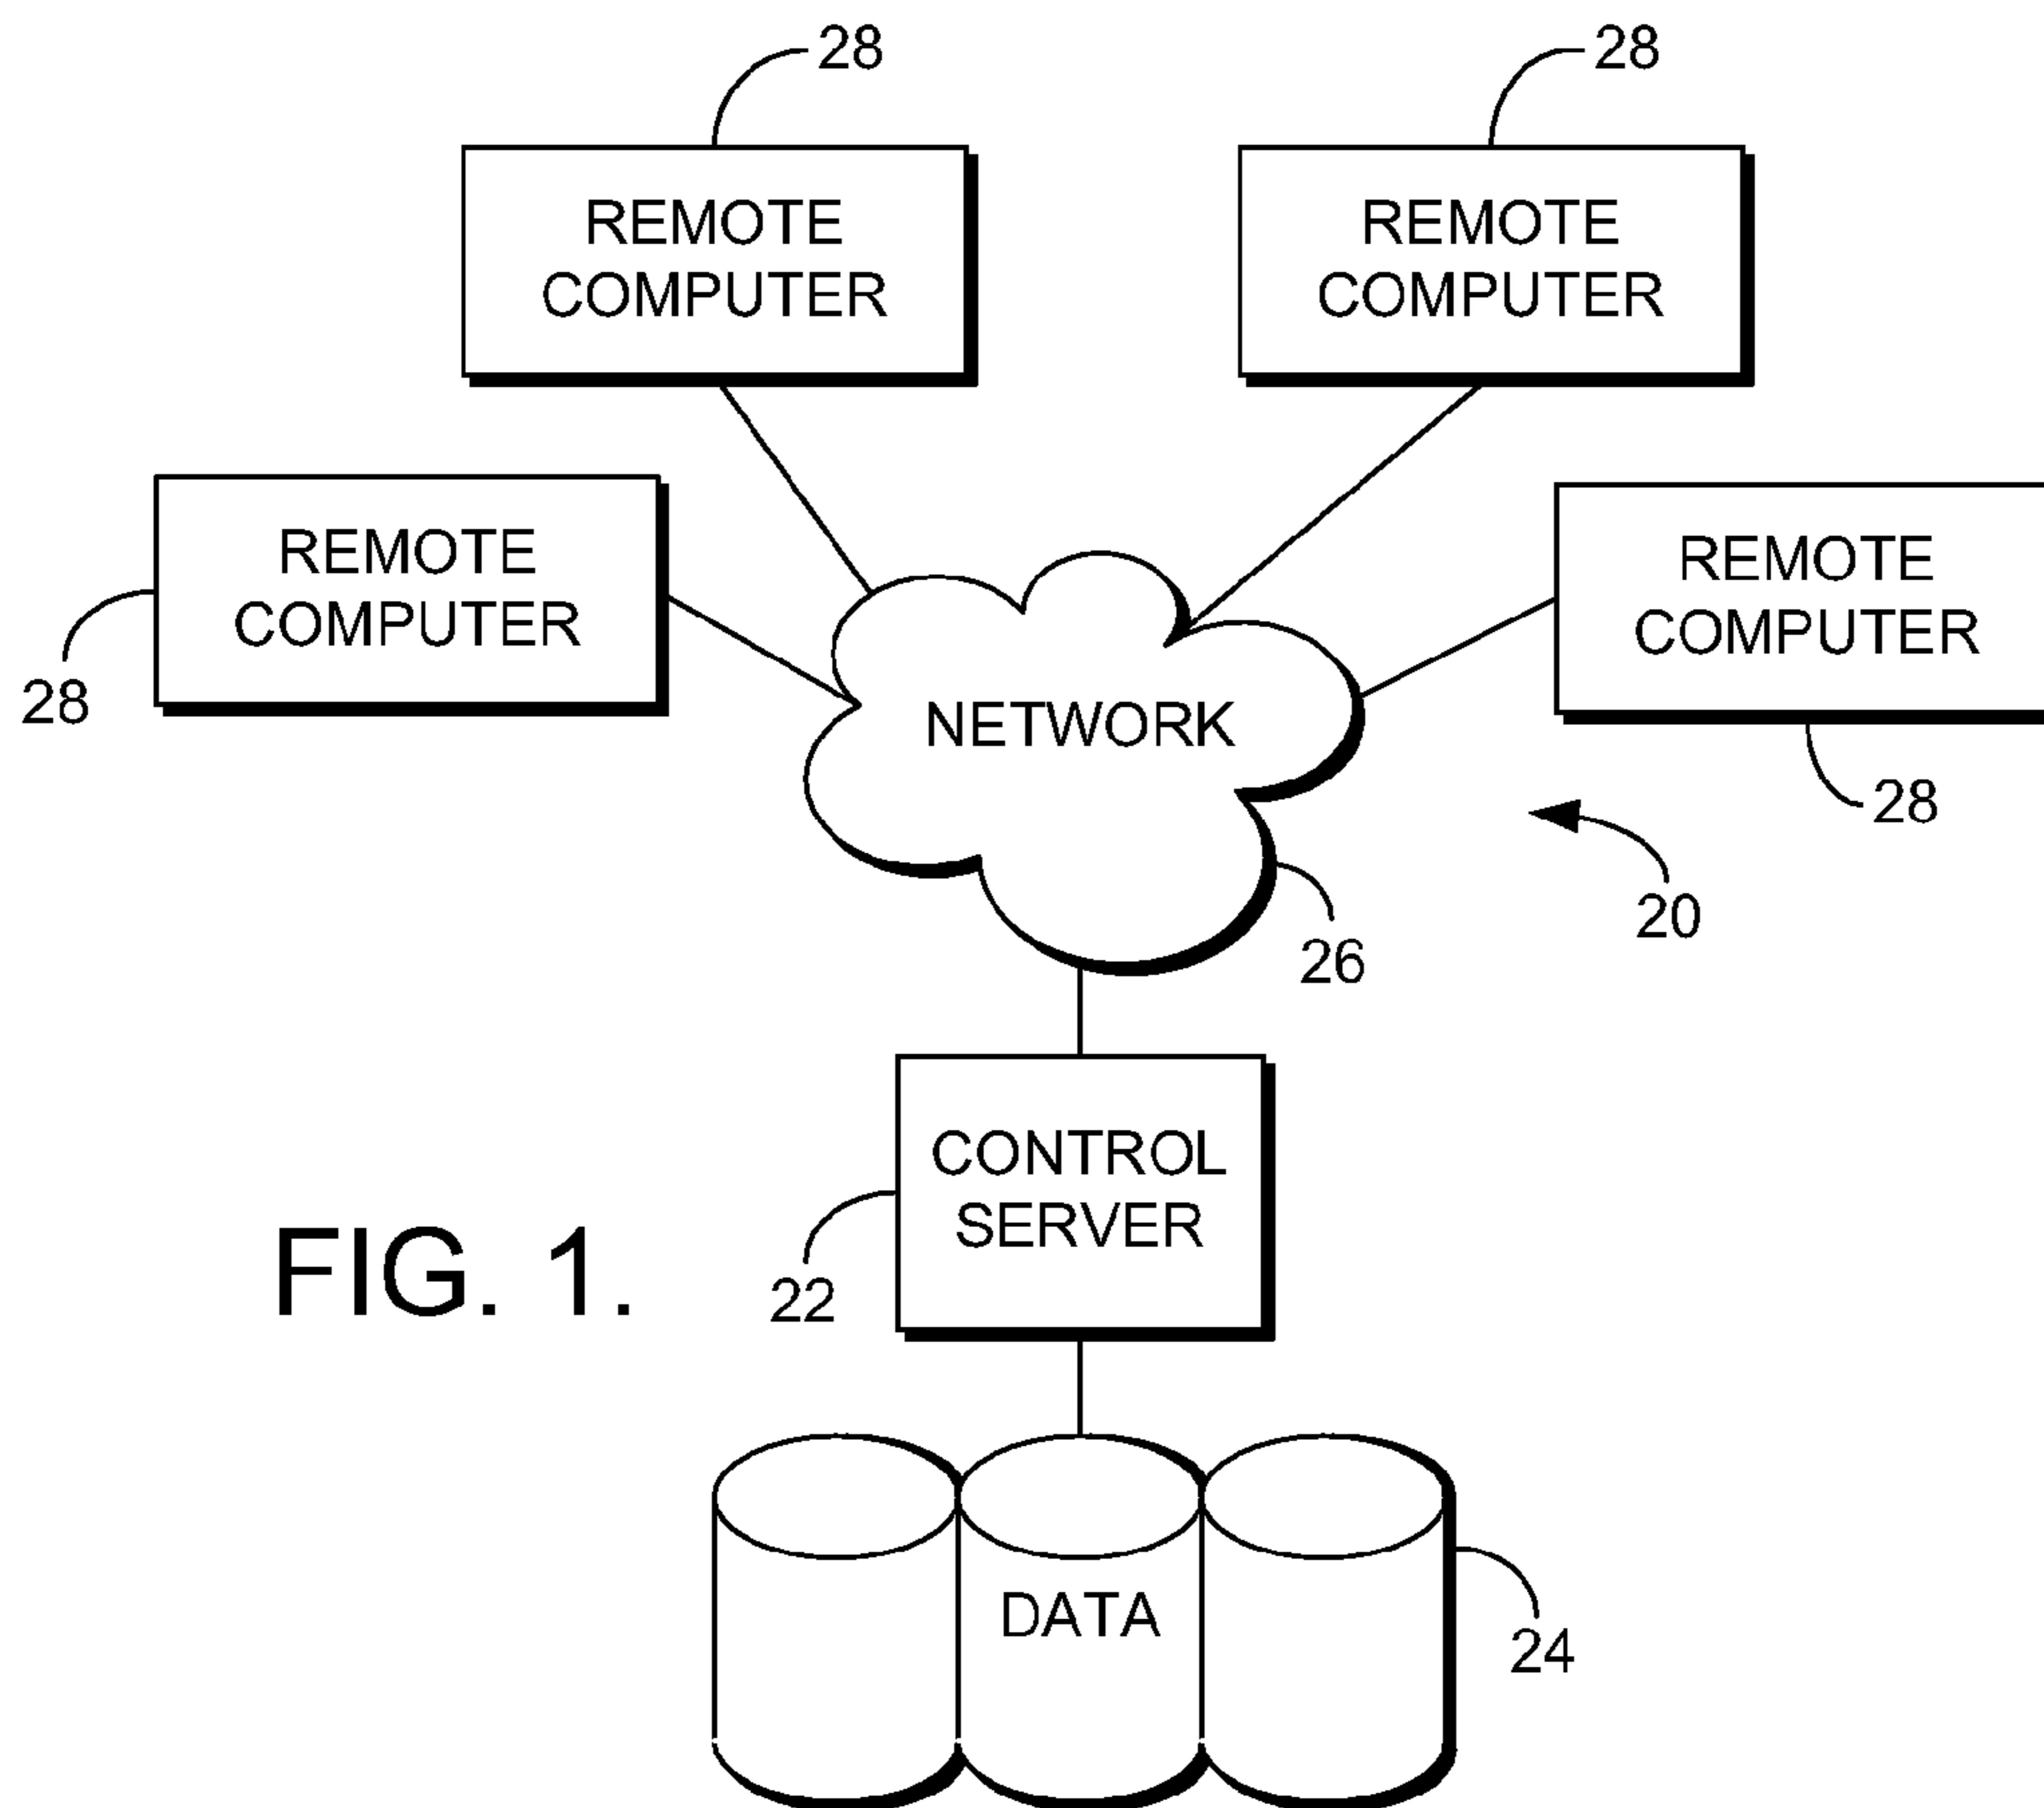 28
28
REMOTE
COMPUTER
REMOTE
COMPUTER
REMOTE
COMPUTER
REMOTE
COMPUTER
28
NETWORK
28
20
26
CONTROL
SERVER
FIG. 1.
22
DATA
24